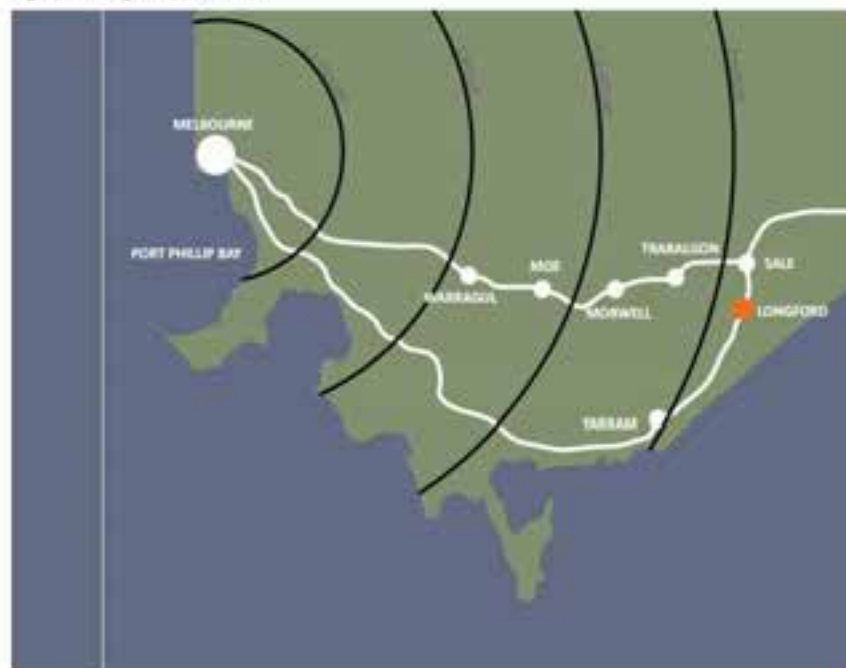 MELBOURNE
PORT PHILLIP BAY
WARRAGUL
MOE
MORWELL
TRARALGON
SALE
LONGFORD
YARRAM